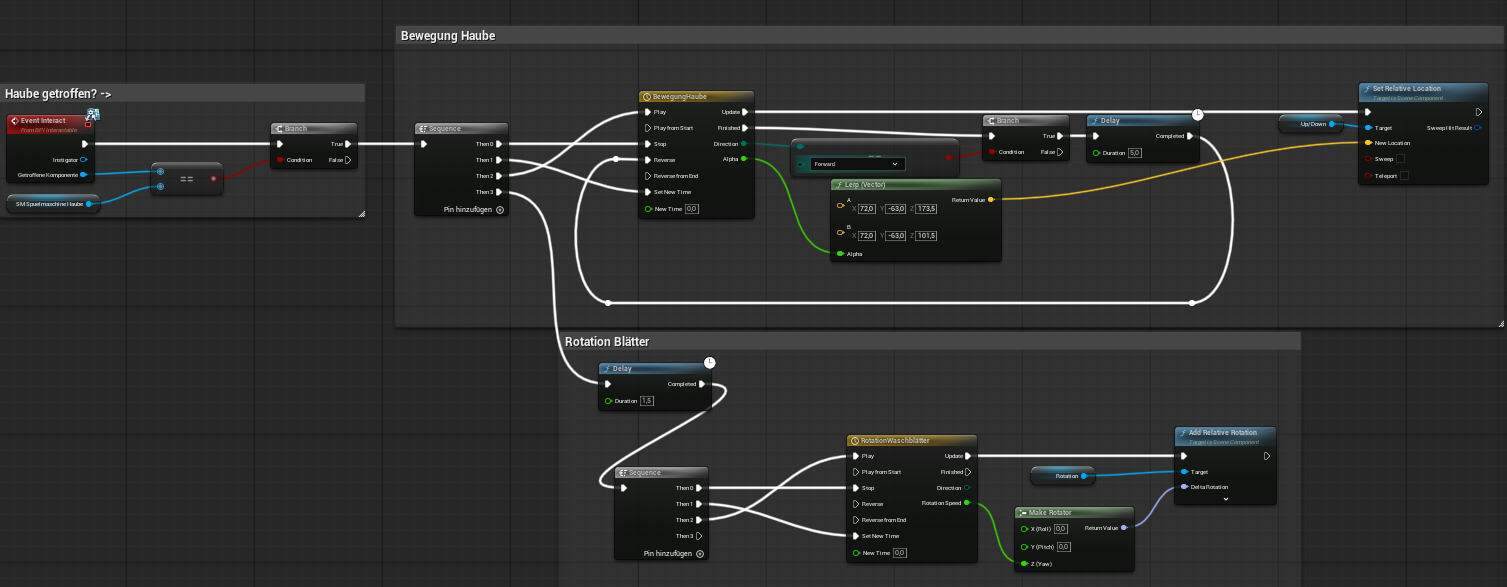 Bewegung Haube
Haube getroffen? ->
Event Interact
From BPI Interactable
Instigator
Getroffene Komponente
SM Spuelmaschine Haube
==
Branch
Condition
True
False
Sequence
Then 0
Then 1
Then 2
Then 3
Pin hinzufügen
BewegungHaube
Play
Play from Start
Stop
Reverse
Reverse from End
Set New Time
New Time 0,0
Update
Finished
Direction
Alpha
==
Forward
Lerp (Vector)
A
X 72,0 Y -63,0 Z 173,5
B
X 72,0 Y -63,0 Z 101,5
Alpha
Return Value
Branch
Condition
True
False
Delay
Duration 5,0
Completed
Up/Down
Set Relative Location
Target is Scene Component
Target
New Location
Sweep
Teleport
Sweep Hit Result
Rotation Blätter
Delay
Completed
Duration 1,5
Sequence
Then 0
Then 1
Then 2
Then 3
Pin hinzufügen
RotationWaschblätter
Play
Play from Start
Stop
Reverse
Reverse from End
Set New Time
New Time 0,0
Update
Finished
Direction
Rotation Speed
Rotation
Make Rotator
X (Roll) 0,0
Y (Pitch) 0,0
Z (Yaw)
Return Value
Add Relative Rotation
Target is Scene Component
Target
Delta Rotation